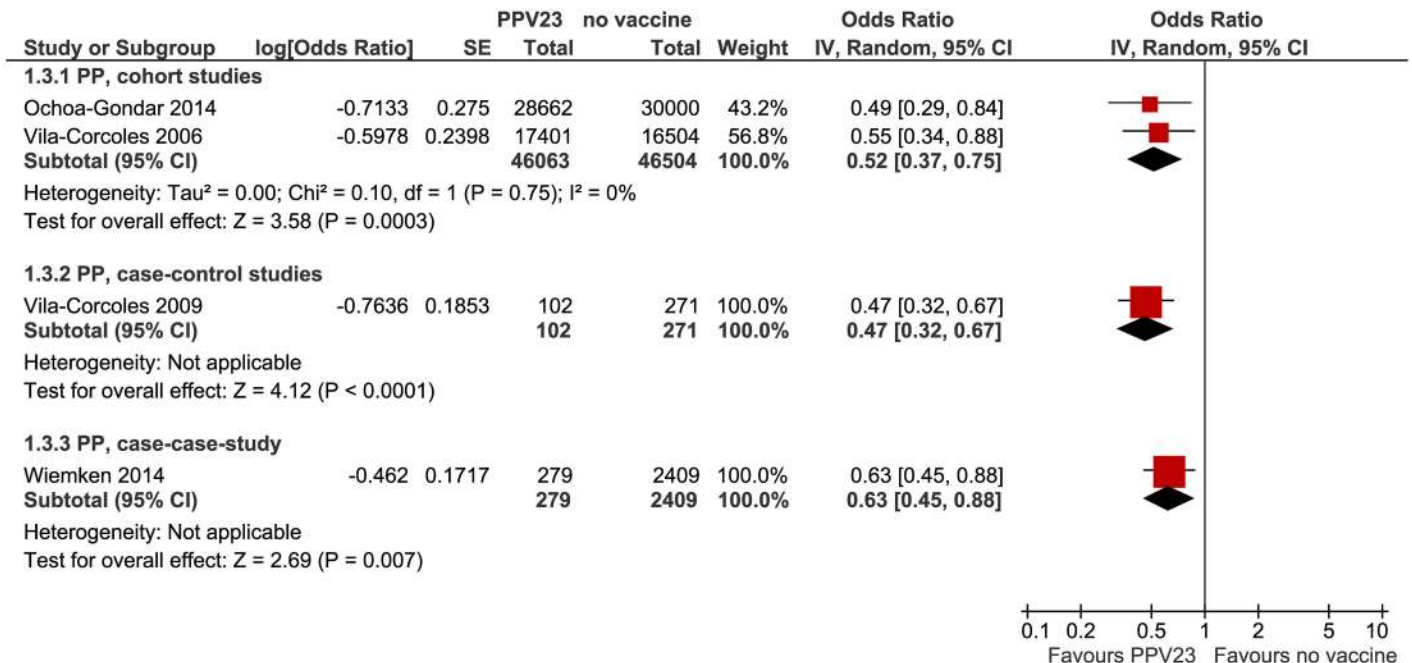 PPV23 no vaccine Odds Ratio Odds Ratio
Study or Subgroup log[Odds Ratio] SE Total Total Weight IV, Random, 95% CI IV, Random, 95% CI
1.3.1 PP, cohort studies
Ochoa-Gondar 2014 -0.7133 0.275 28662 30000 43.2% 0.49 [0.29, 0.84]
Vila-Corcoles 2006 -0.5978 0.2398 17401 16504 56.8% 0.55 [0.34, 0.88]
Subtotal (95% CI) 46063 46504 100.0% 0.52 [0.37, 0.75]
Heterogeneity: Tau² = 0.00; Chi² = 0.10, df = 1 (P = 0.75); I² = 0%
Test for overall effect: Z = 3.58 (P = 0.0003)
1.3.2 PP, case-control studies
Vila-Corcoles 2009 -0.7636 0.1853 102 271 100.0% 0.47 [0.32, 0.67]
Subtotal (95% CI) 102 271 100.0% 0.47 [0.32, 0.67]
Heterogeneity: Not applicable
Test for overall effect: Z = 4.12 (P < 0.0001)
1.3.3 PP, case-case-study
Wiemken 2014 -0.462 0.1717 279 2409 100.0% 0.63 [0.45, 0.88]
Subtotal (95% CI) 279 2409 100.0% 0.63 [0.45, 0.88]
Heterogeneity: Not applicable
Test for overall effect: Z = 2.69 (P = 0.007)
0.1 0.2 0.5 1 2 5 10
Favours PPV23 Favours no vaccine